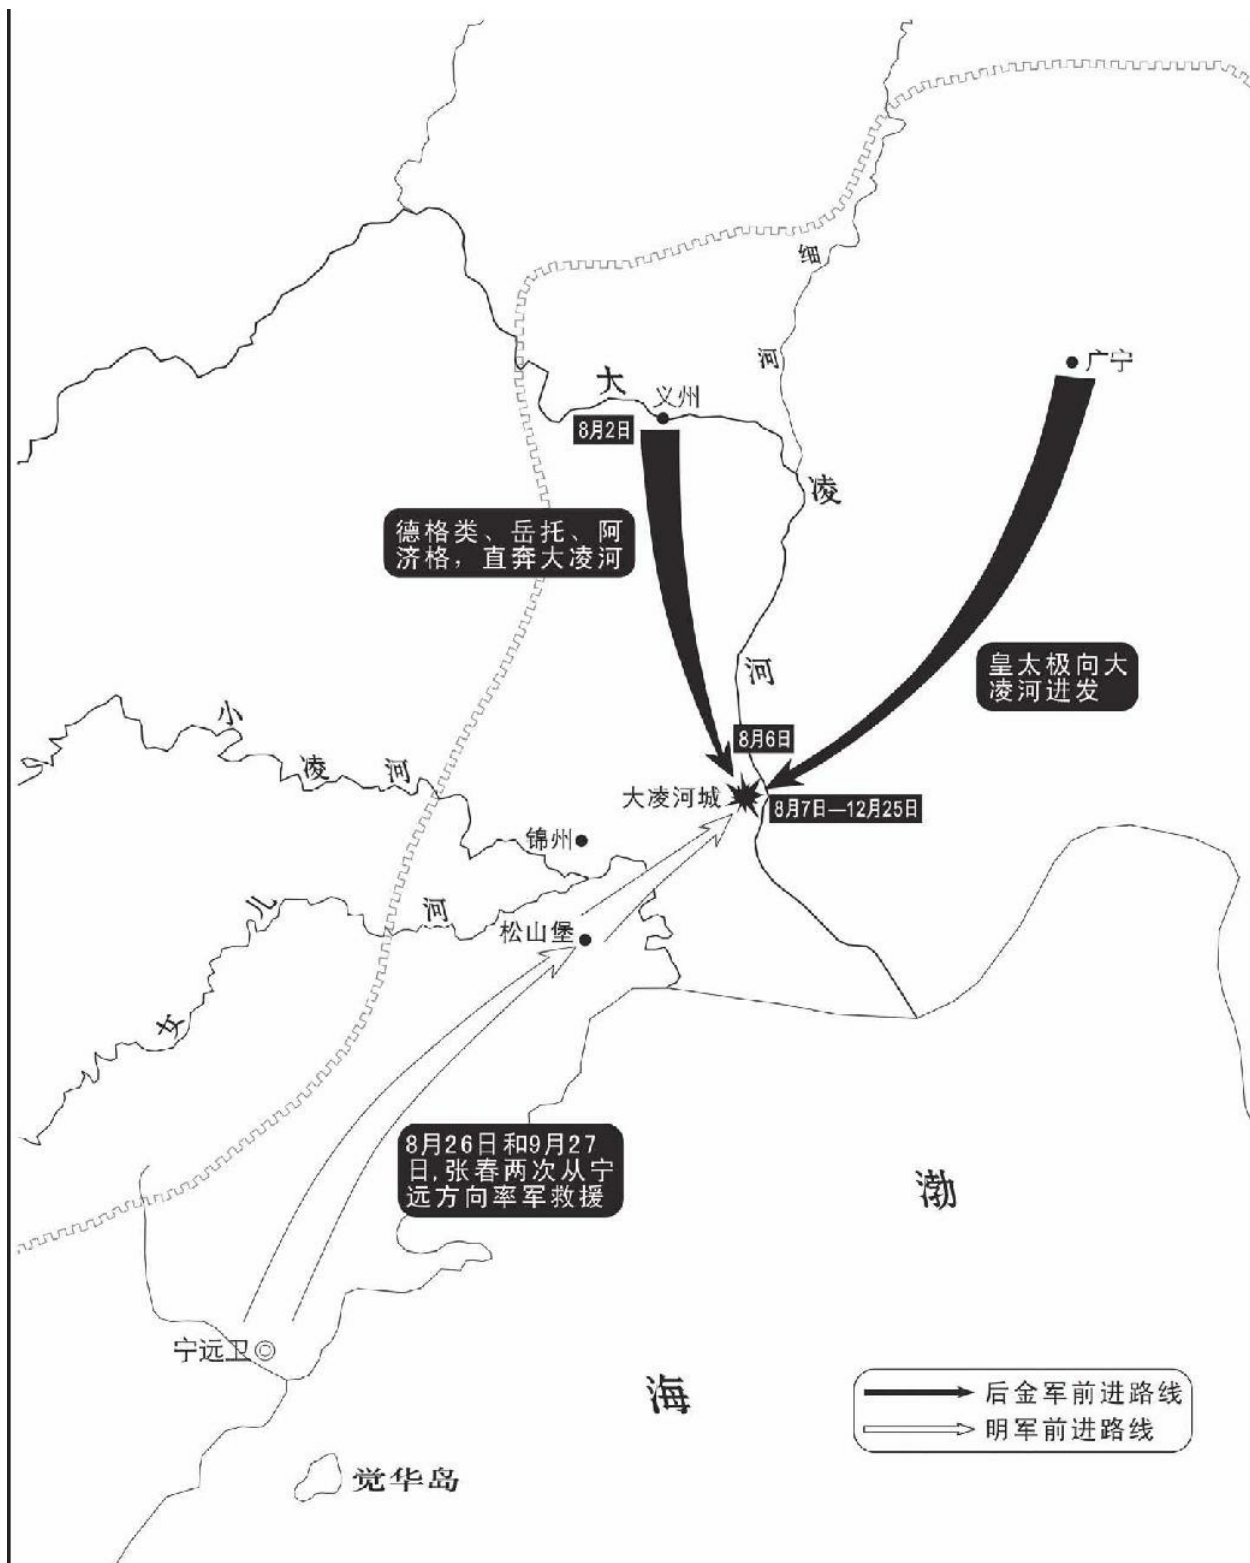 细
河
广宁
大
义州
8月2日
凌
德格类、岳托、阿
济格，直奔大凌河
皇太极向大
凌河进发
河
小
凌
河
8月6日
大凌河城
8月7日—12月25日
锦州
女
儿
河
松山堡
8月26日和9月27
日,张春两次从宁
远方向率军救援
渤
海
宁远卫
觉华岛
后金军前进路线
明军前进路线